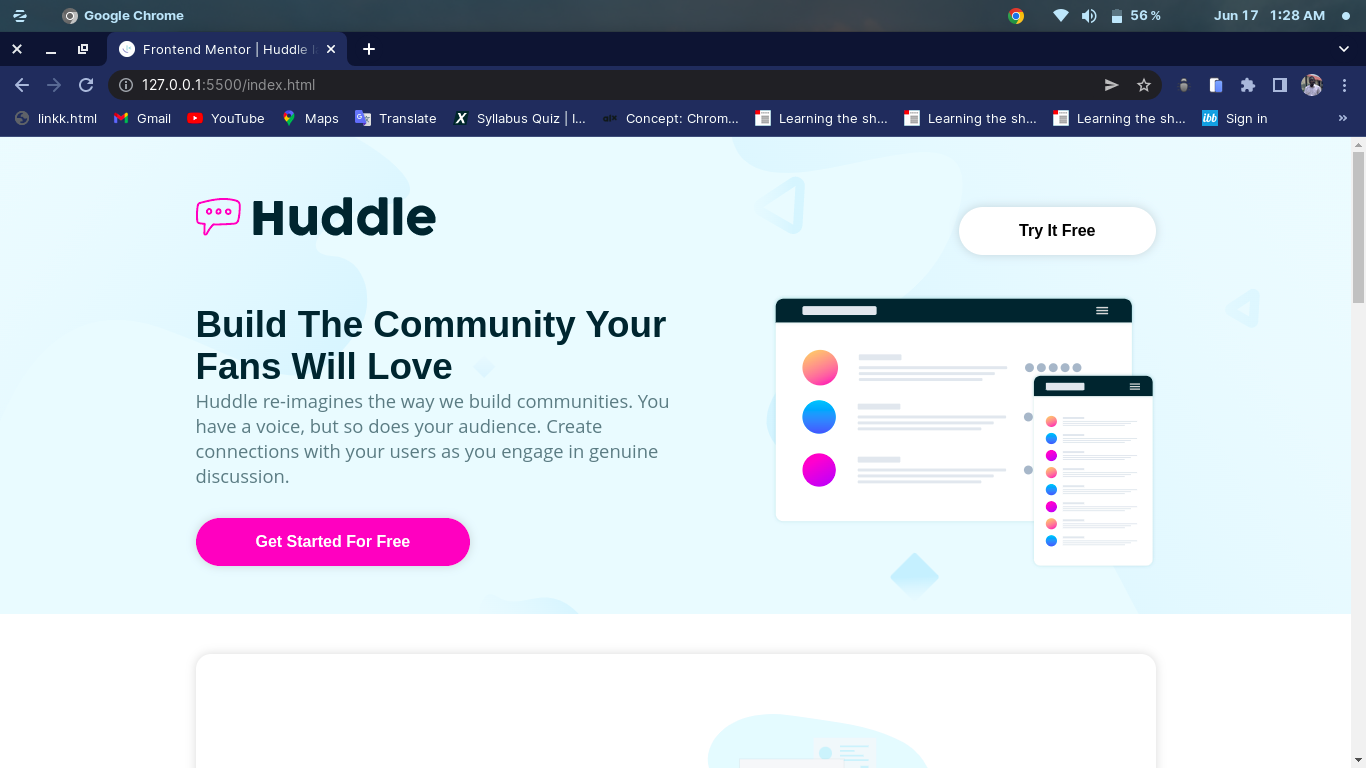 Google Chrome
56 %
Jun 17 1:28 AM
Frontend Mentor | Huddle
127.0.0.1:5500/index.html
linkk.html
Gmail
YouTube
Maps
Translate
Syllabus Quiz | I...
Concept: Chrom...
Learning the sh...
Learning the sh...
Learning the sh...
ibb
Sign in
»
Huddle
Try It Free
Build The Community Your
Fans Will Love
Huddle re-imagines the way we build communities. You
have a voice, but so does your audience. Create
connections with your users as you engage in genuine
discussion.
Get Started For Free